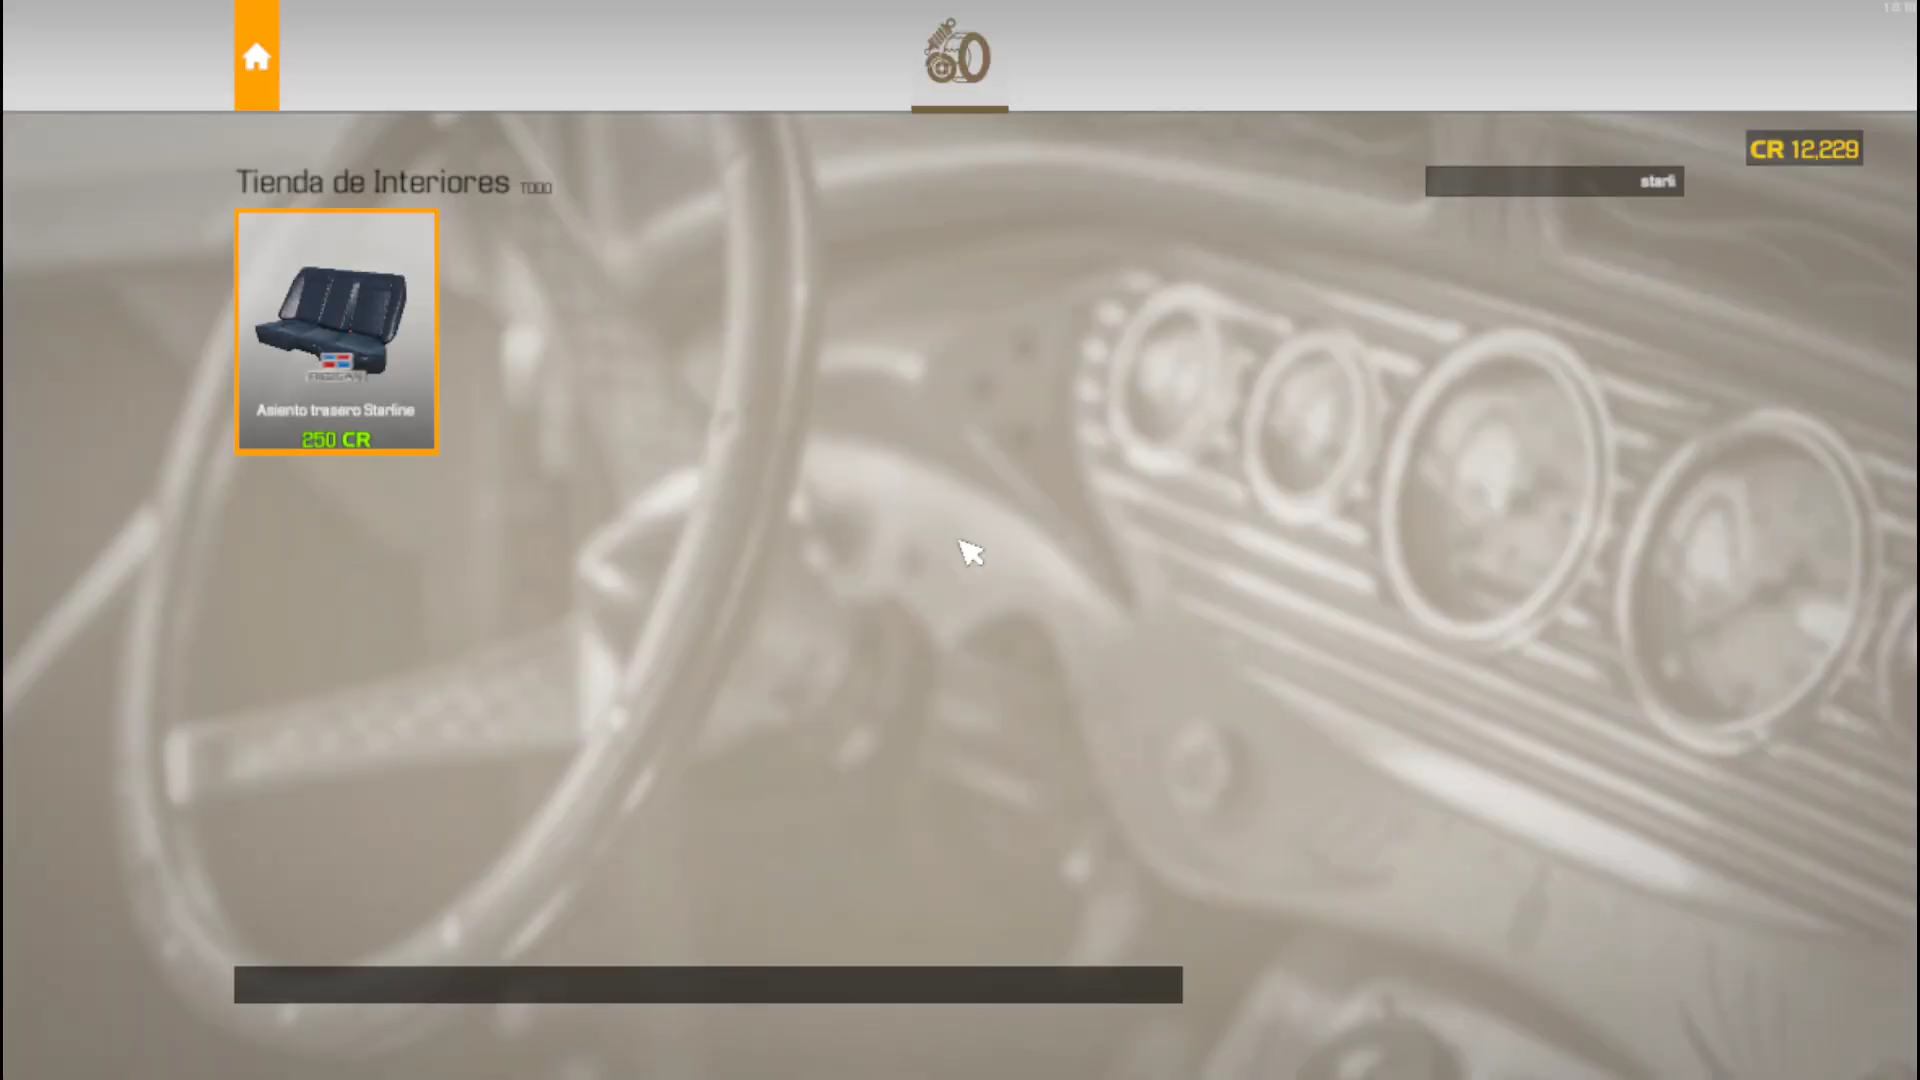 CR 12,229
Tienda de Interiores TODO
starli
Asiento trasero Starline
250 CR